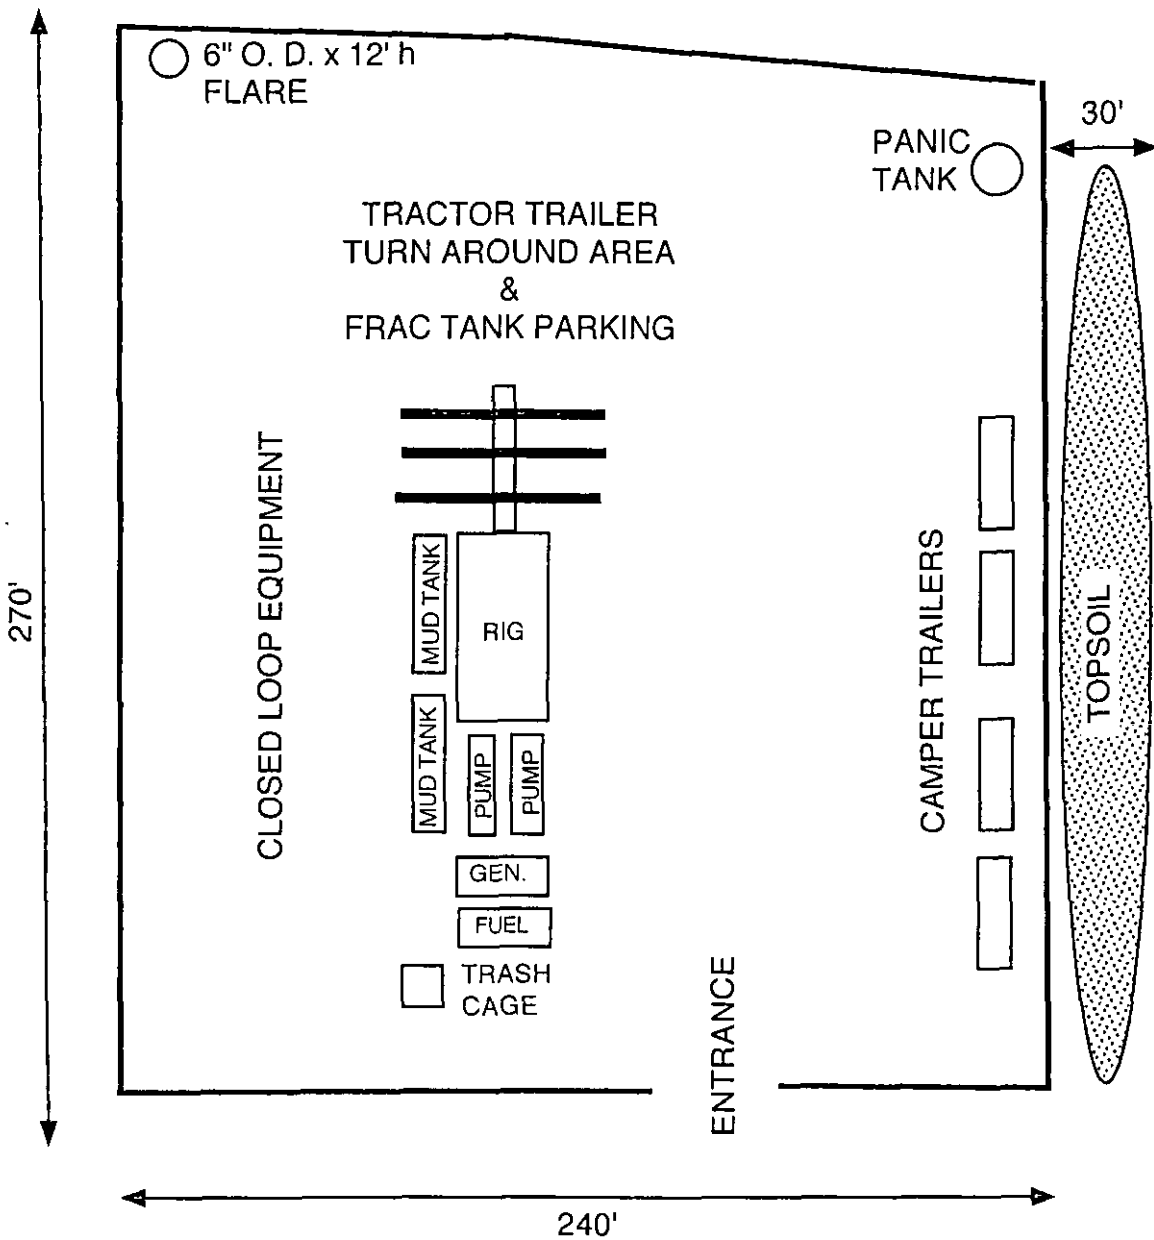 6" O. D. x 12' h
FLARE
30'
PANIC
TANK
TRACTOR TRAILER
TURN AROUND AREA
&
FRAC TANK PARKING
CLOSED LOOP EQUIPMENT
MUD TANK
RIG
CAMPER TRAILERS
TOPSOIL
270'
MUD TANK
PUMP
PUMP
GEN.
FUEL
TRASH
CAGE
ENTRANCE
240'